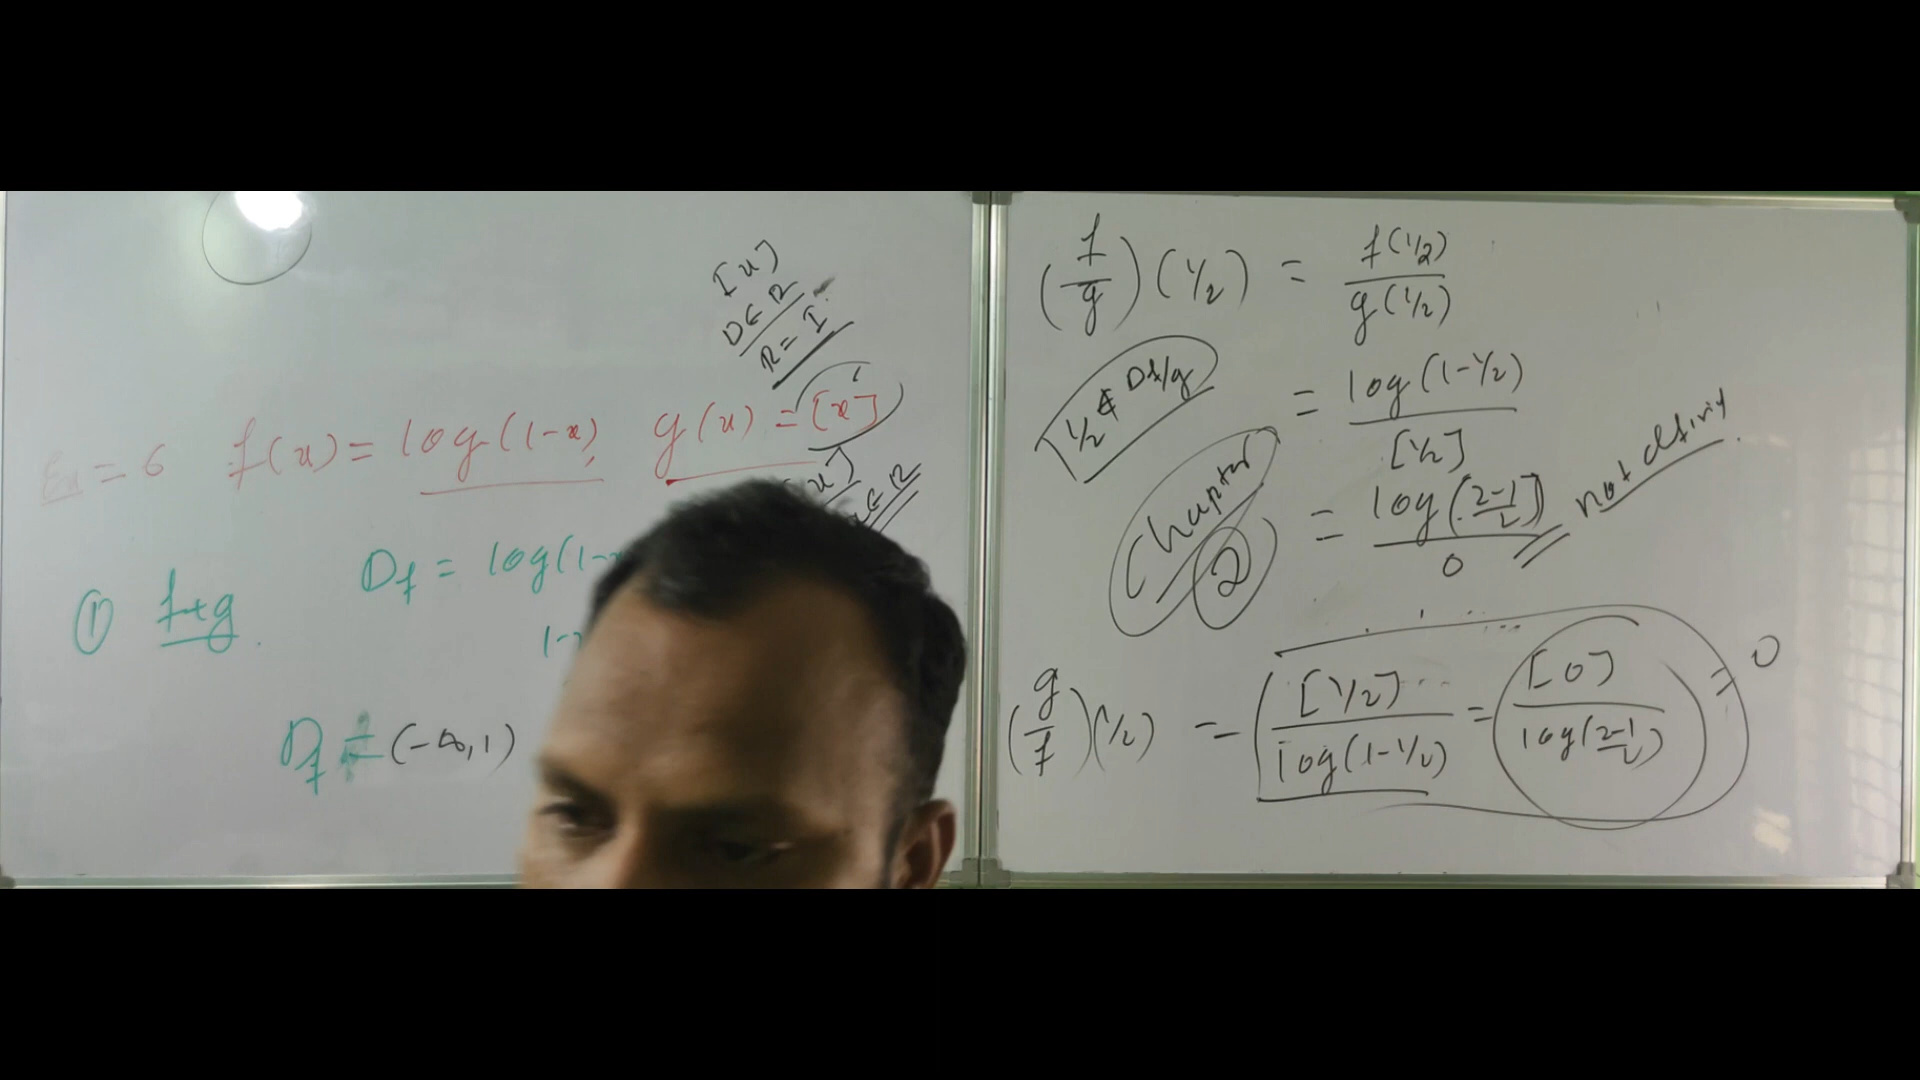 [x]
D∈R
R=I
Ex = 6 f(x) = log(1-x), g(x) = [x]
x]
x∈R
① f+g
Df = log(1-x
1-x
Df = (-∞,1)
(f/g)(1/2) = f(1/2)/g(1/2)
1/2 ∉ Df/g
= log(1-1/2)/[1/2]
Chapter 2
= log(2-1/2)/0 not
(g/f)(1/2) = [1/2]/log(1-1/2) = [0]/log(2-1/2) = 0